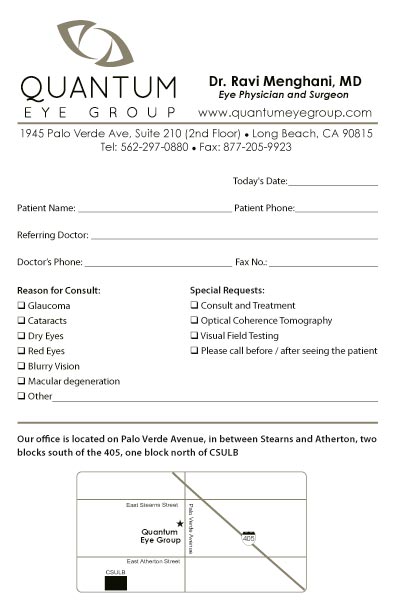 QUANTUM
EYE GROUP
Dr. Ravi Menghani, MD
Eye Physician and Surgeon
www.quantumeyegroup.com
1945 Palo Verde Ave, Suite 210 (2nd Floor) • Long Beach, CA 90815
Tel: 562-297-0880 • Fax: 877-205-9923
Today's Date:
Patient Name: Patient Phone:
Referring Doctor:
Doctor's Phone: Fax No.:
Reason for Consult:
❑ Glaucoma
❑ Cataracts
❑ Dry Eyes
❑ Red Eyes
❑ Blurry Vision
❑ Macular degeneration
❑ Other
Special Requests:
❑ Consult and Treatment
❑ Optical Coherence Tomography
❑ Visual Field Testing
❑ Please call before / after seeing the patient
Our office is located on Palo Verde Avenue, in between Stearns and Atherton, two
blocks south of the 405, one block north of CSULB
East Stearns Street
Palo Verde Avenue
Quantum
Eye Group
405
East Atherton Street
CSULB